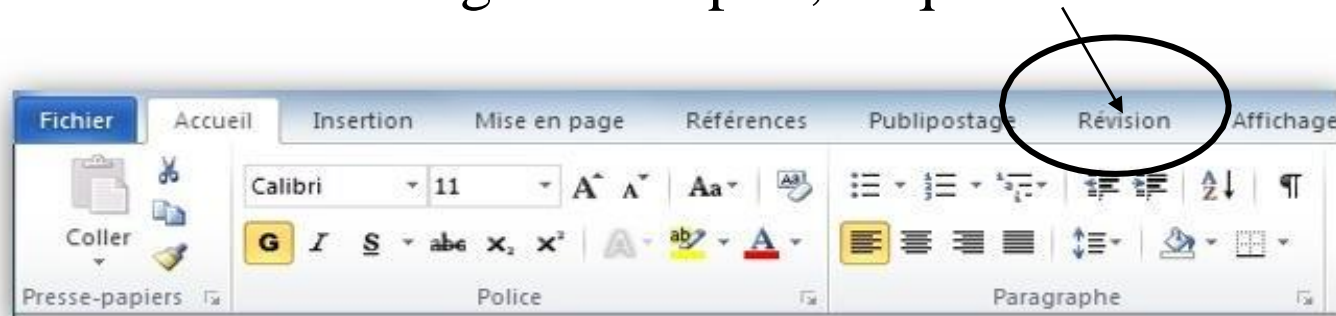 Fichier Accueil Insertion Mise en page Références Publipostage Révision Affichage
Calibri 11 A A Aa
Coller G I S abc x₂ x² A ab A
Presse-papiers Police Paragraphe